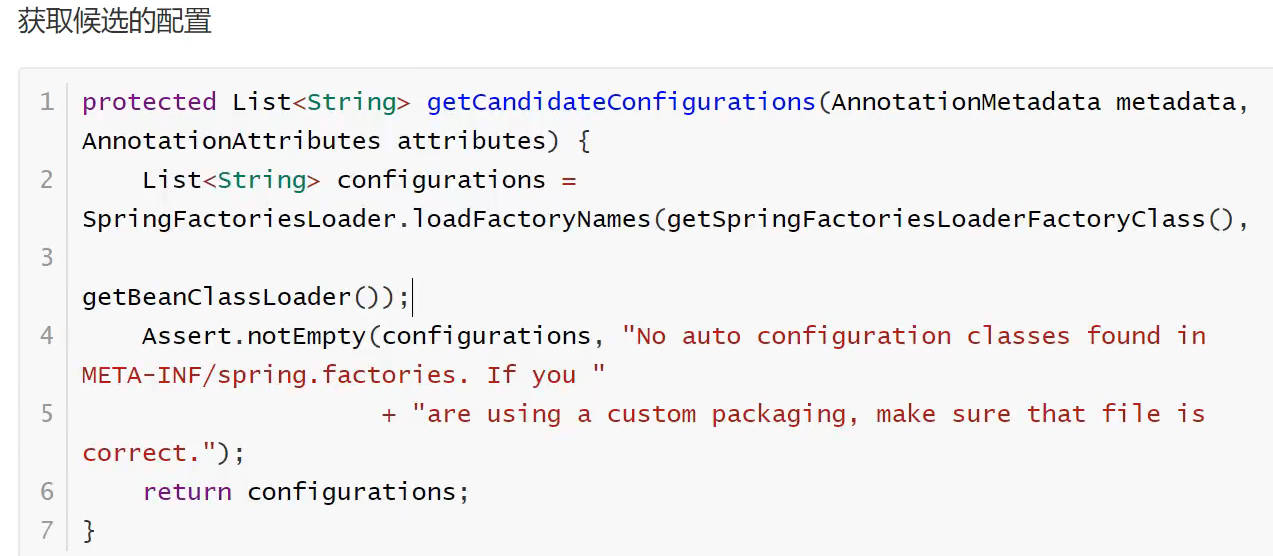 获取候选的配置
1 protected List<String> getCandidateConfigurations(AnnotationMetadata metadata,
AnnotationAttributes attributes) {
2     List<String> configurations =
SpringFactoriesLoader.loadFactoryNames(getSpringFactoriesLoaderFactoryClass(),
3
getBeanClassLoader());
4     Assert.notEmpty(configurations, "No auto configuration classes found in
META-INF/spring.factories. If you "
5                     + "are using a custom packaging, make sure that file is
correct.");
6     return configurations;
7 }